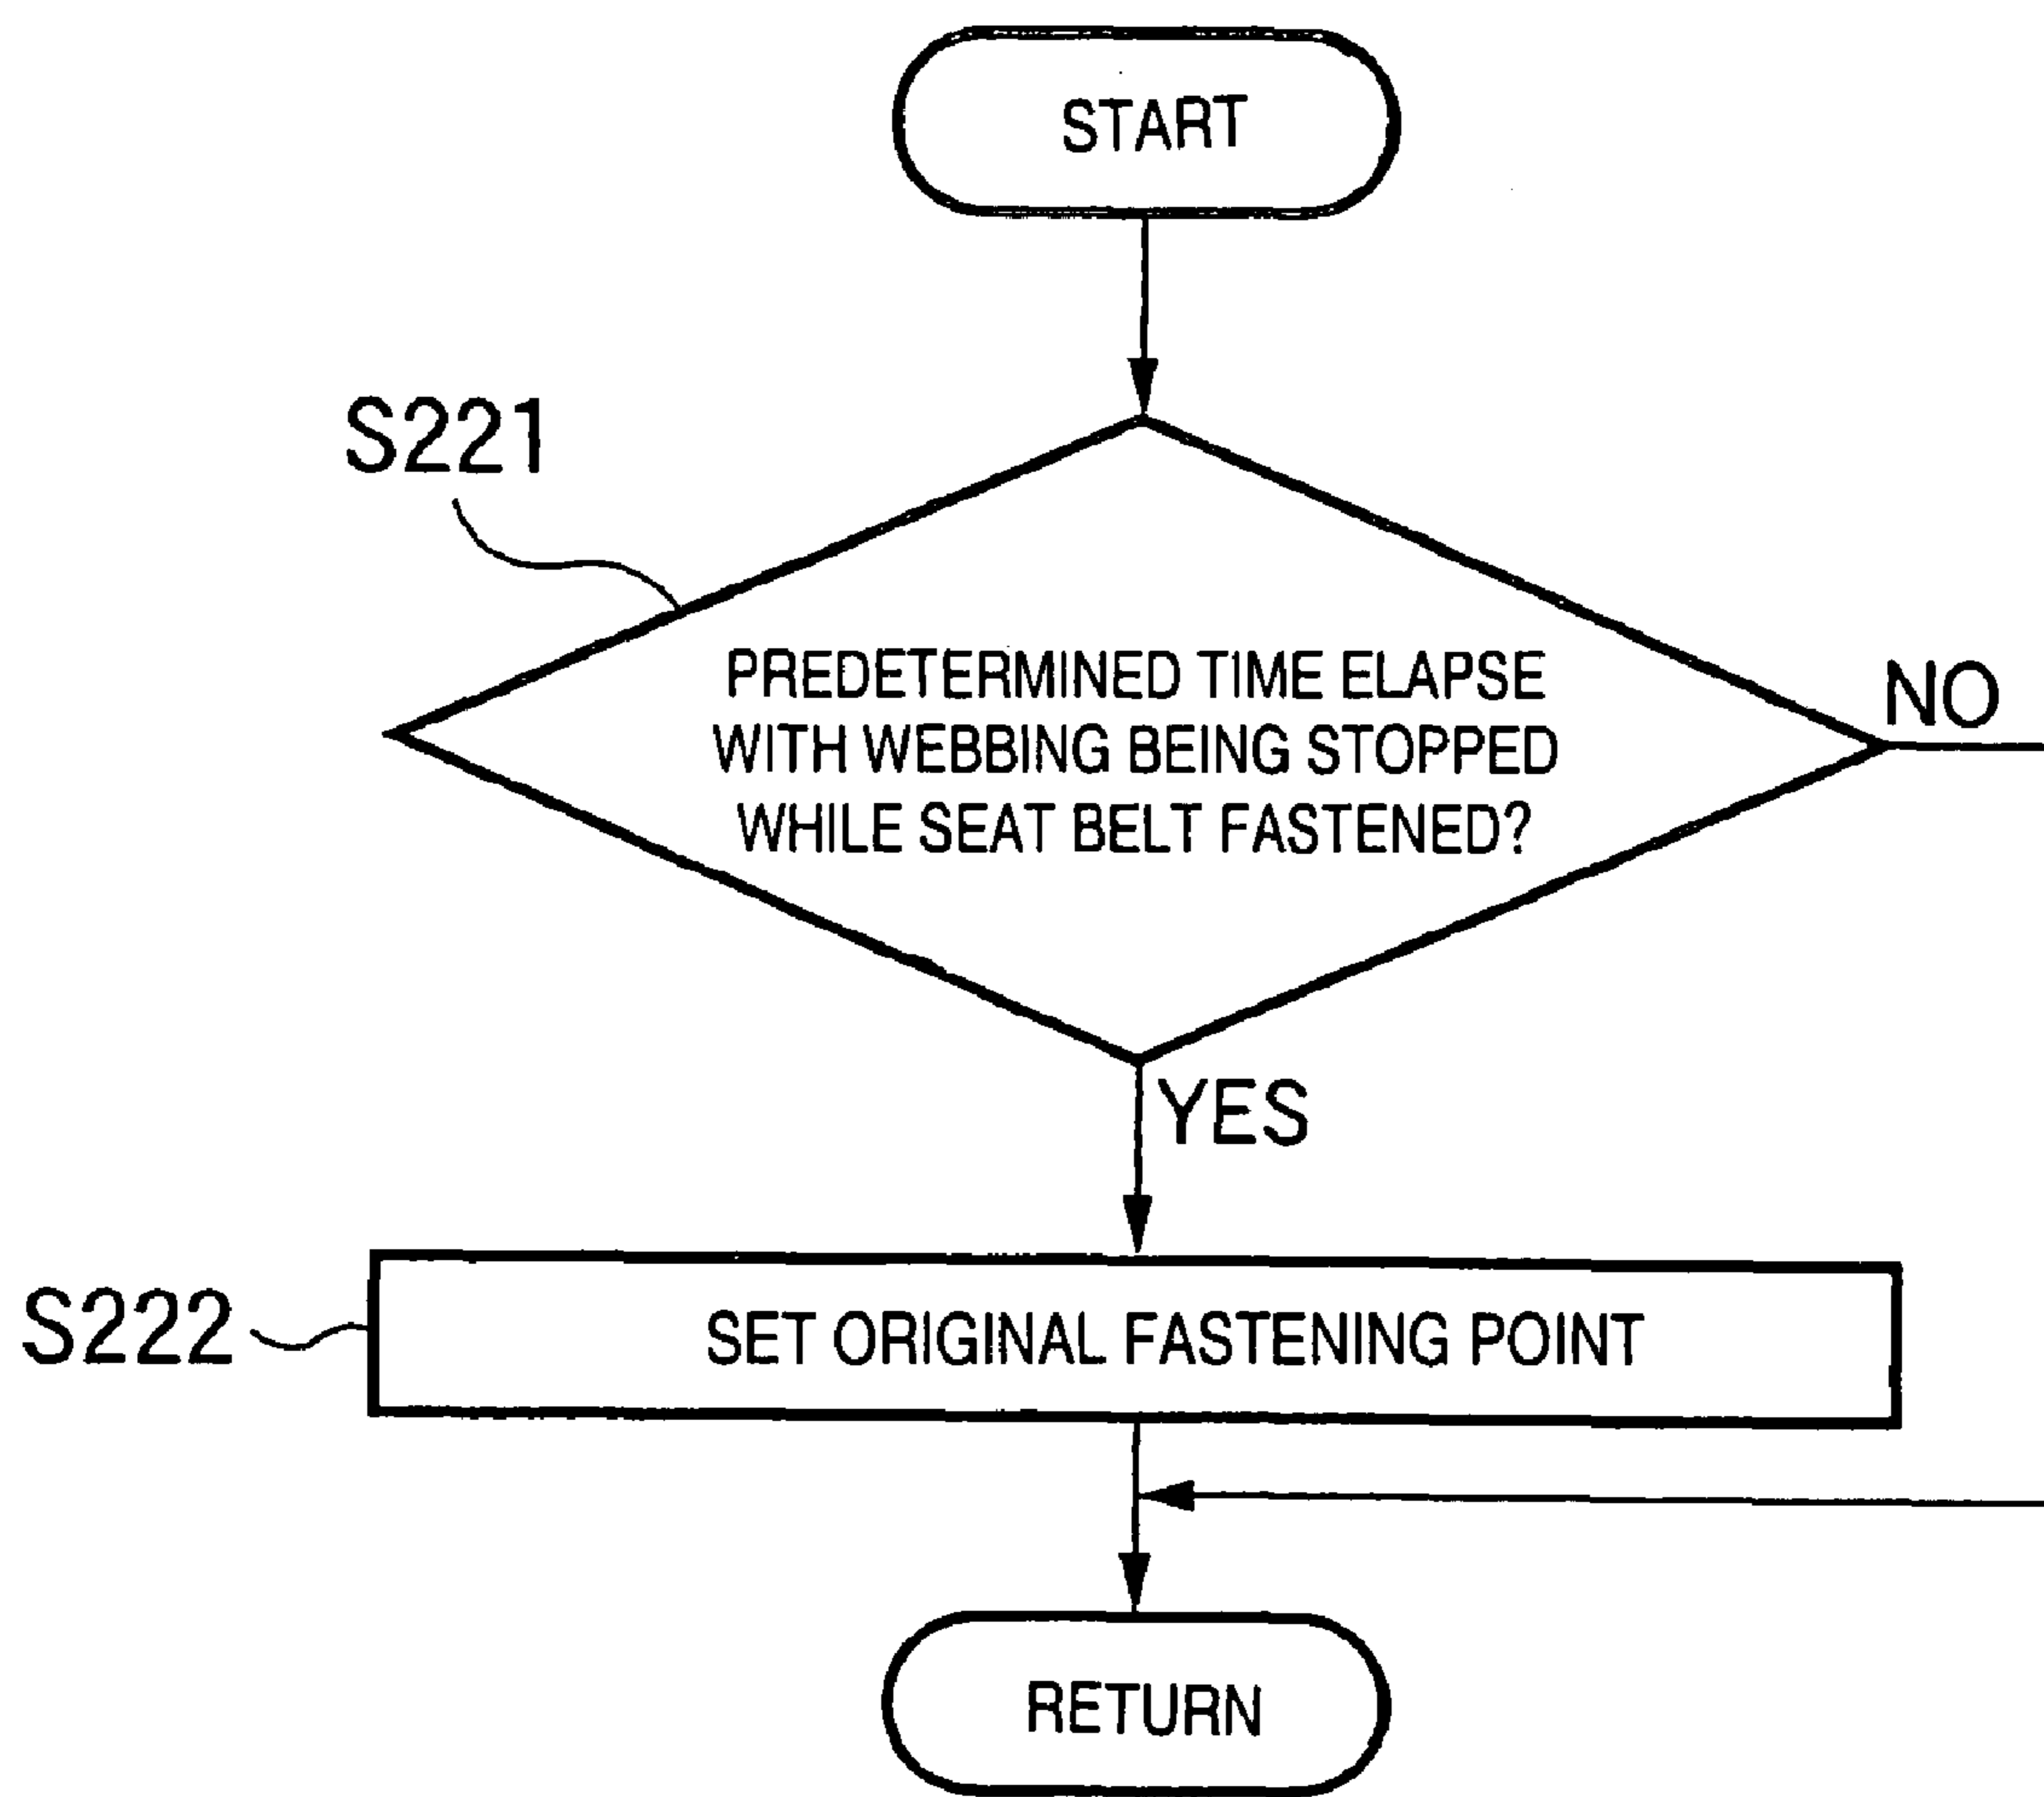 START
S221
PREDETERMINED TIME ELAPSE
WITH WEBBING BEING STOPPED
WHILE SEAT BELT FASTENED?
NO
YES
S222
SET ORIGINAL FASTENING POINT
RETURN